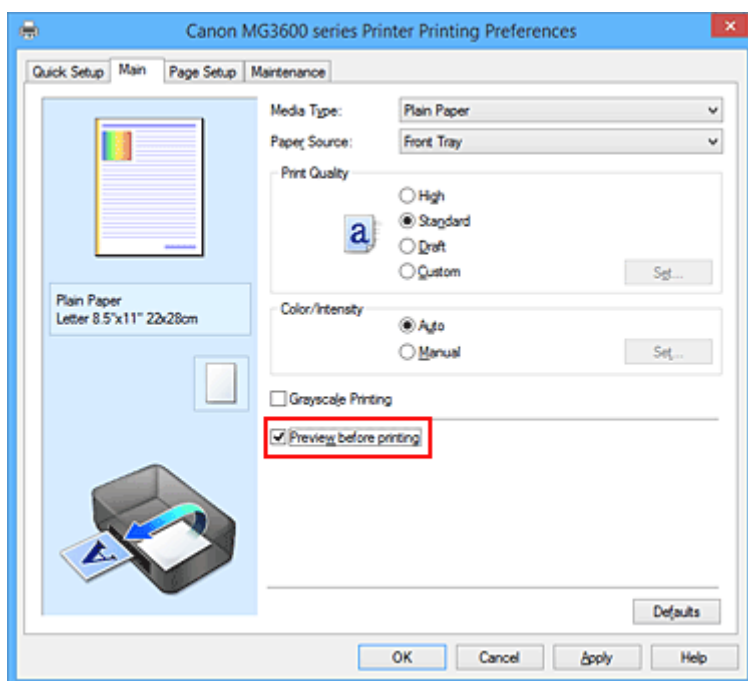 Canon MG3600 series Printer Printing Preferences
Quick Setup Main Page Setup Maintenance
Media Type: Plain Paper
Paper Source: Front Tray
Print Quality
High
Standard
Draft
Custom Set...
Plain Paper
Letter 8.5"x11" 22x28cm
Color/Intensity
Auto
Manual Set...
Grayscale Printing
Preview before printing
Defaults
OK Cancel Apply Help
a
A